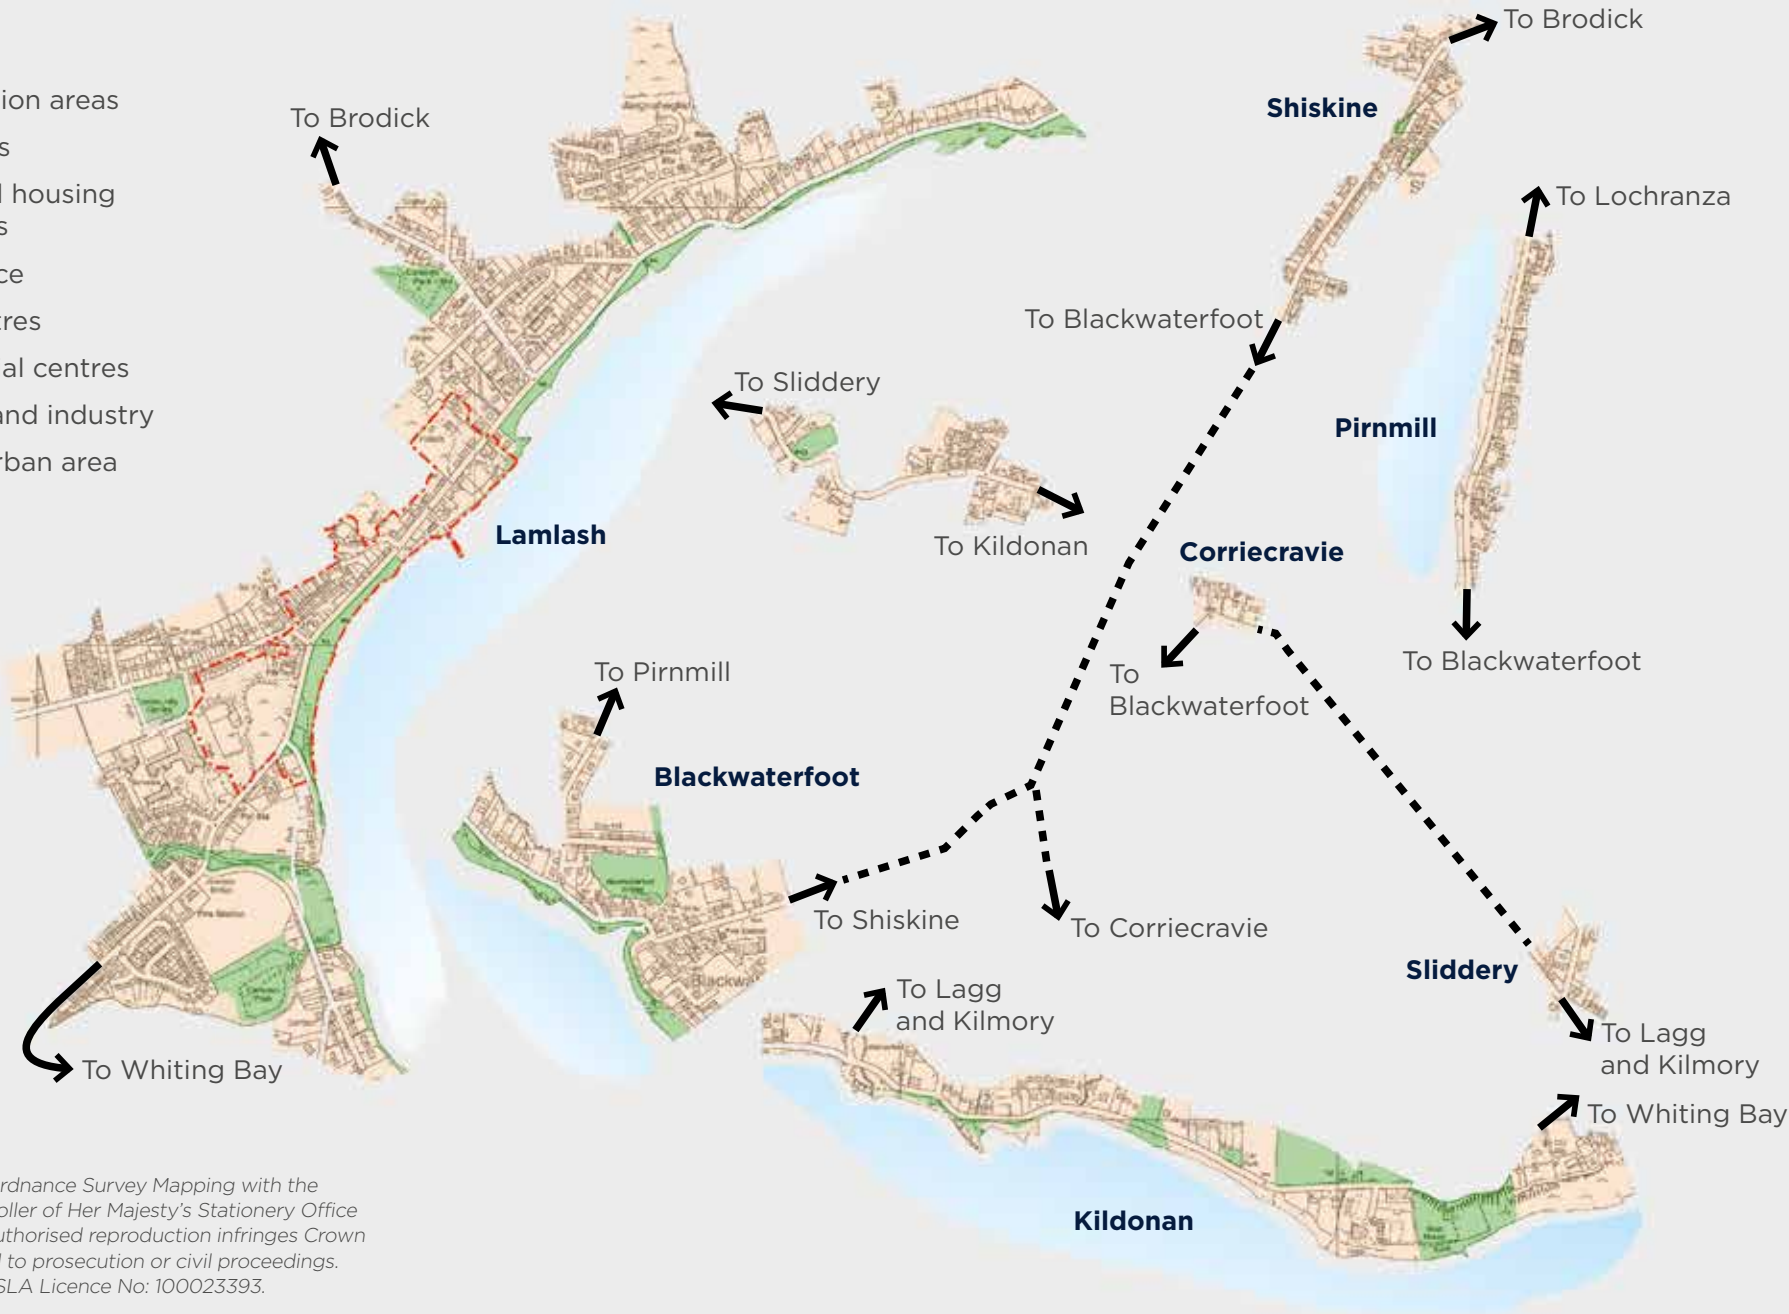 ion areas
s
l housing
s
ce
tres
al centres
and industry
rban area
To Brodick
To Brodick
Shiskine
To Lochranza
To Blackwaterfoot
Pirnmill
To Sliddery
To Kildonan
Lamlash
Corriecravie
To
Blackwaterfoot
To Blackwaterfoot
To Pirnmill
Blackwaterfoot
To Shiskine
To Corriecravie
Sliddery
To Lagg
and Kilmory
To Lagg
and Kilmory
To Whiting Bay
To Whiting Bay
Kildonan
rdnance Survey Mapping with the
oller of Her Majesty's Stationery Office
uthorised reproduction infringes Crown
l to prosecution or civil proceedings.
SLA Licence No: 100023393.